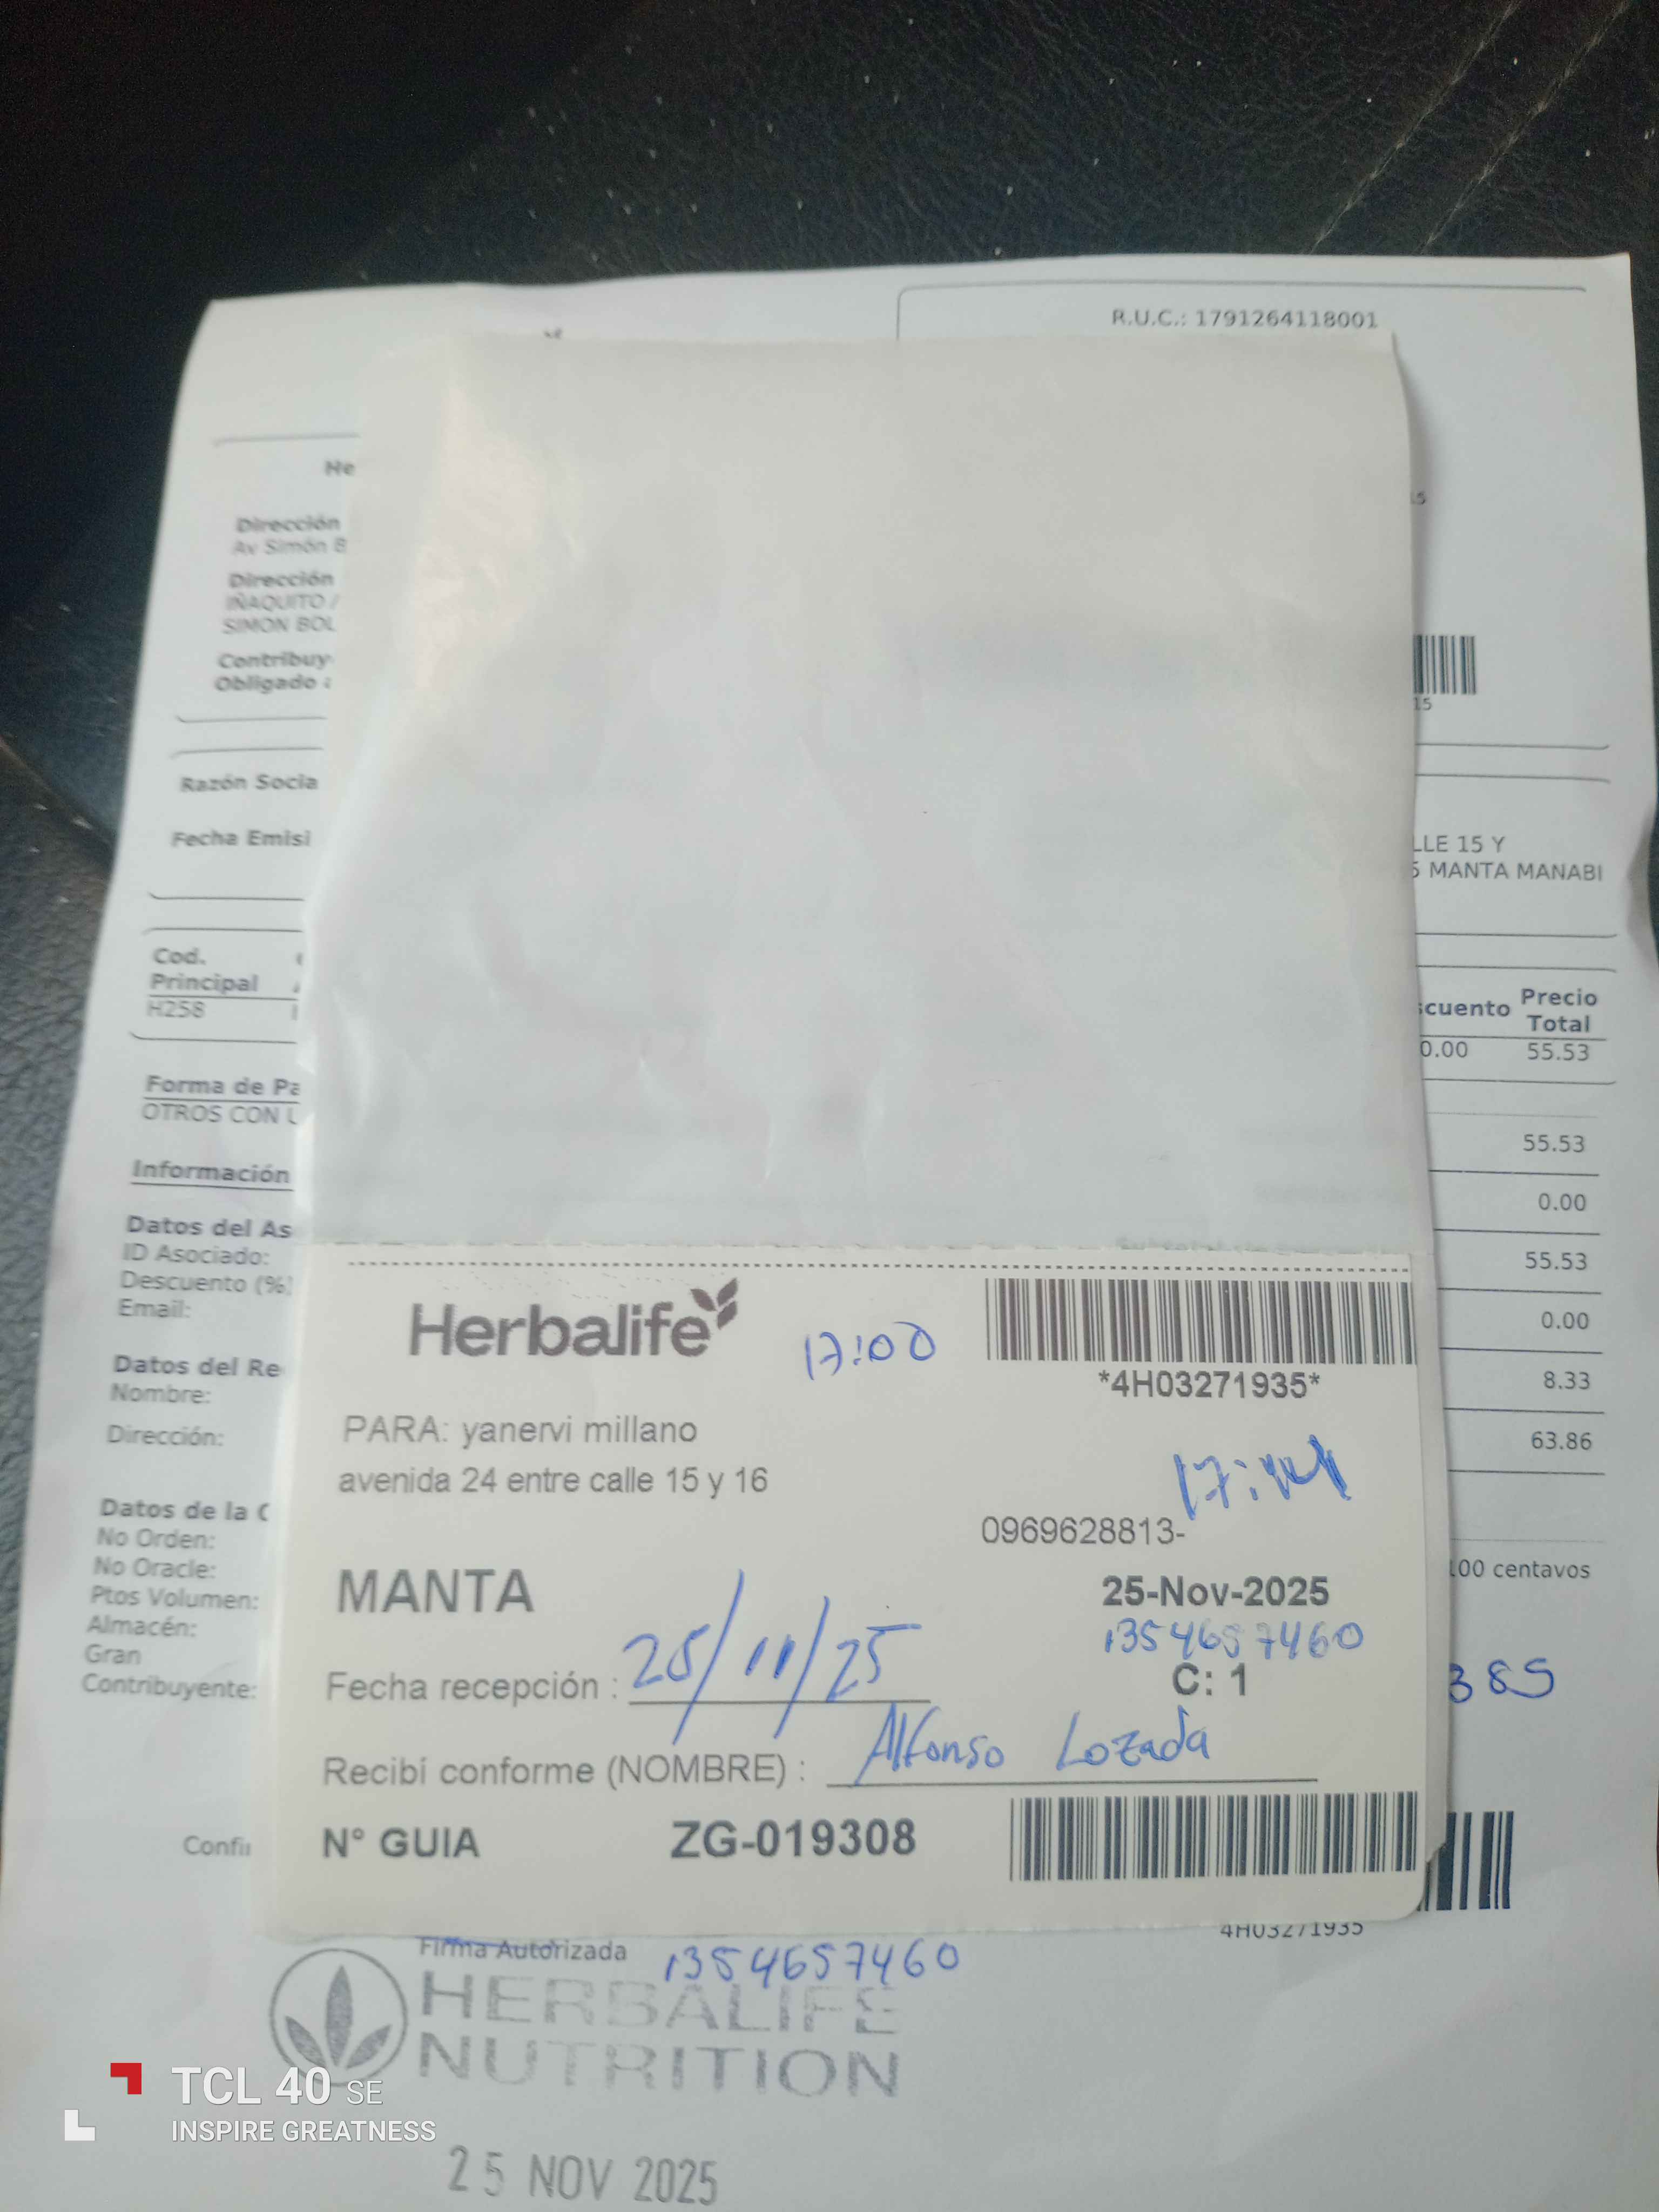 R.U.C.: 1791264118001
He
Dirección
Av Simón B
Dirección
IÑAQUITO /
SIMON BOL
Contribuy
Obligado
15
Razón Socia
Fecha Emisi
LLE 15 Y
MANTA MANABI
Cod.
Principal
cuento
Precio
Total
H258
0.00 55.53
Forma de Pa
OTROS CON
55.53
0.00
Información
55.53
Datos del As
ID Asociado:
Descuento (%)
Email:
0.00
8.33
63.86
Datos del Re
Nombre:
Dirección:
Datos de la
No Orden:
No Oracle:
Ptos Volumen:
Almacén:
Gran
Contribuyente:
00 centavos
385
Herbalife
17:00
*4H03271935*
PARA: yanervi millano
avenida 24 entre calle 15 y 16
0969628813-
MANTA
25-Nov-2025
1354657460
C: 1
Fecha recepción : 25/11/25
Recibí conforme (NOMBRE) : Alfonso Lozada
N° GUIA ZG-019308
Confi
4H03271935
Firma Autorizada
1354657460
HERBALIFE
NUTRITION
25 NOV 2025
TCL 40 SE
INSPIRE GREATNESS